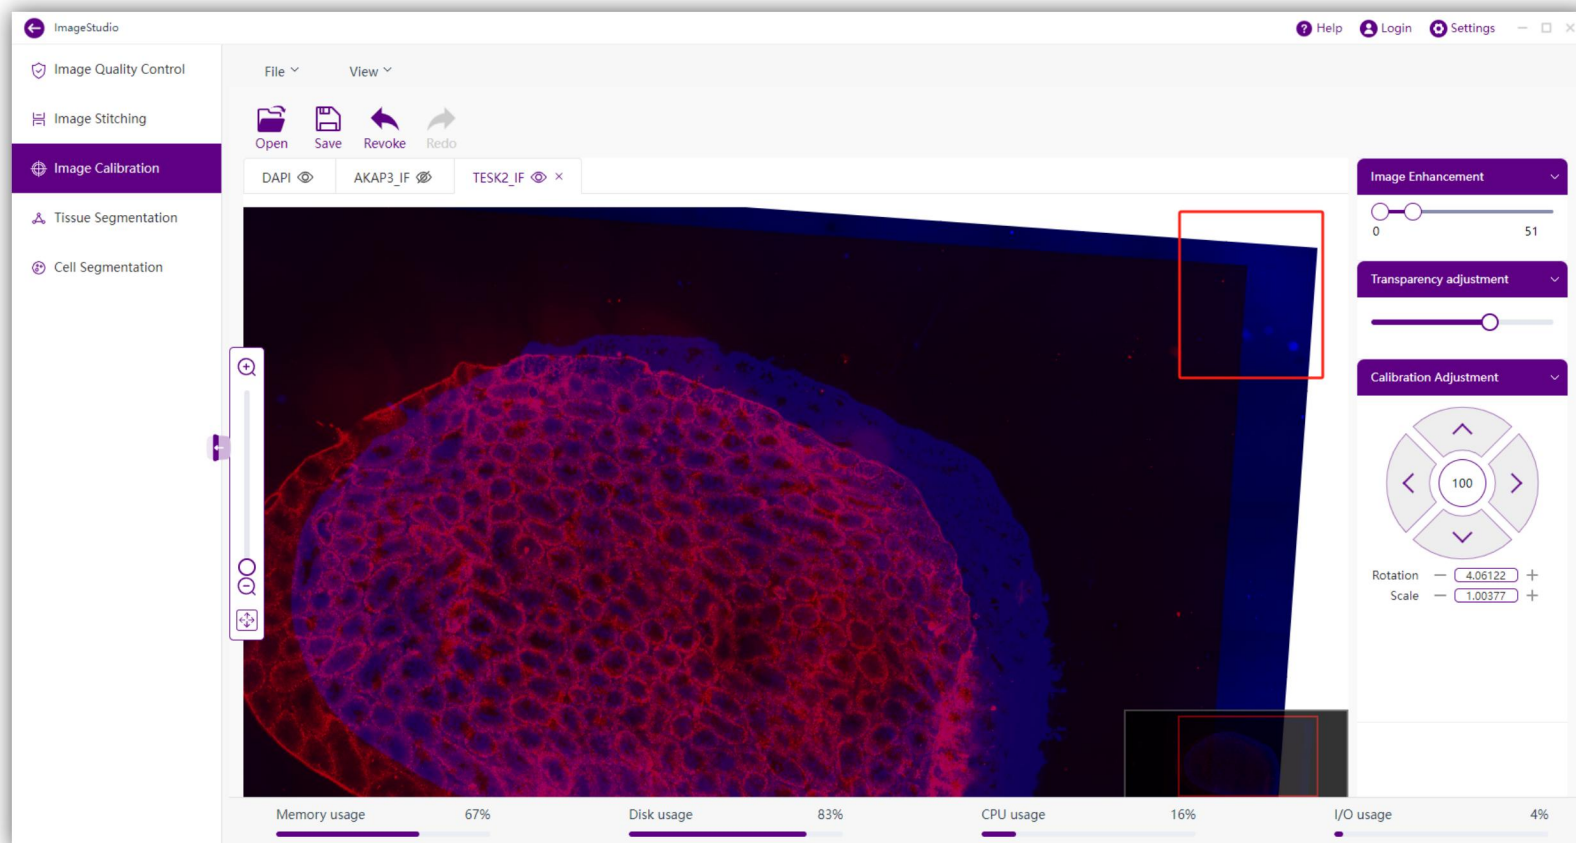 ImageStudio
Help Login Settings
Image Quality Control
Image Stitching
Image Calibration
Tissue Segmentation
Cell Segmentation
File View
Open Save Revoke Redo
DAPI AKAP3_IF TESK2_IF ×
Image Enhancement
0 51
Transparency adjustment
Calibration Adjustment
100
Rotation − 4.06122 +
Scale − 1.00377 +
Memory usage 67% Disk usage 83% CPU usage 16% I/O usage 4%